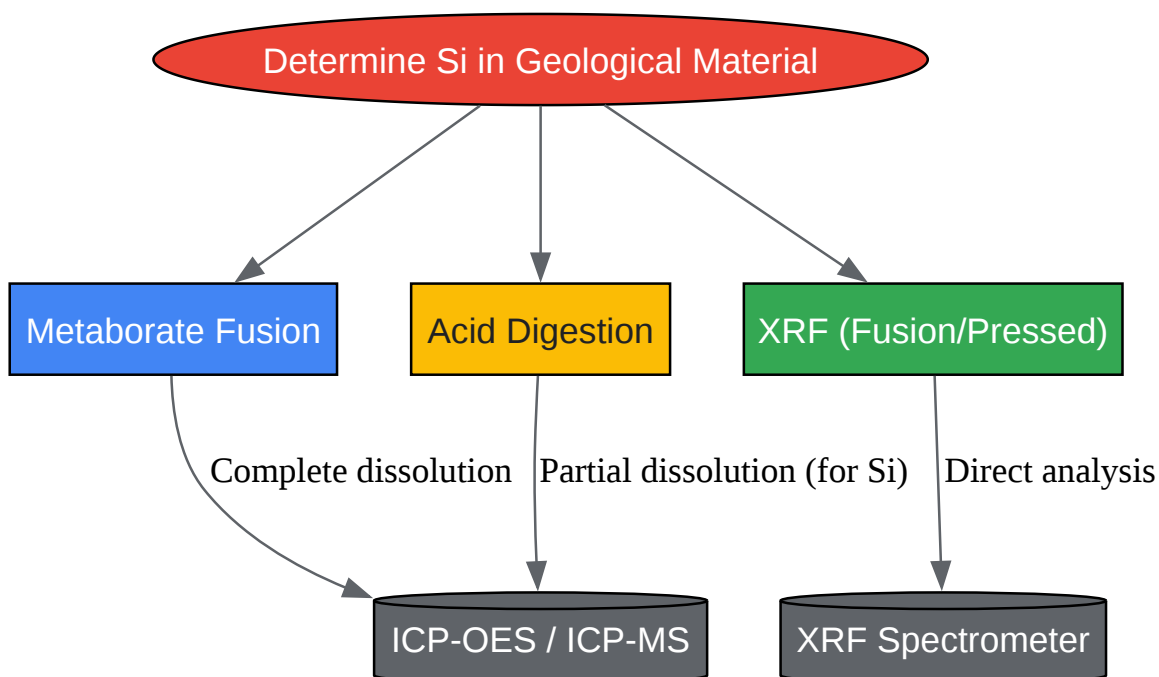 Determine Si in Geological Material
Metaborate Fusion
Acid Digestion
XRF (Fusion/Pressed)
Complete dissolution
Partial dissolution (for Si)
Direct analysis
ICP-OES / ICP-MS
XRF Spectrometer